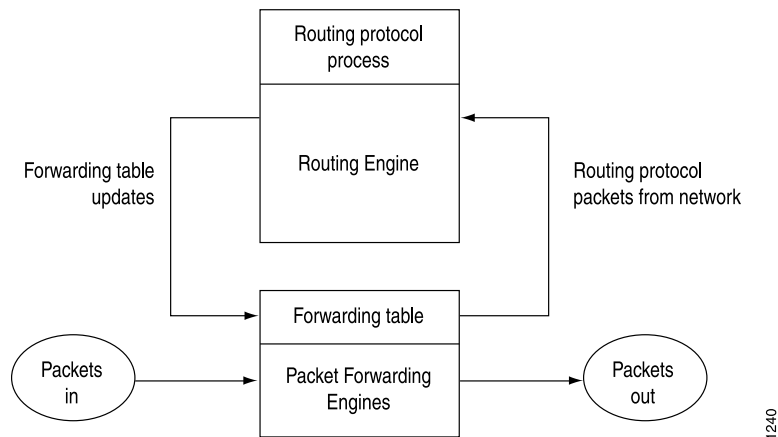 Routing protocol
process
Routing Engine
Forwarding table
updates
Routing protocol
packets from network
Forwarding table
Packets
in
Packet Forwarding
Engines
Packets
out
1240